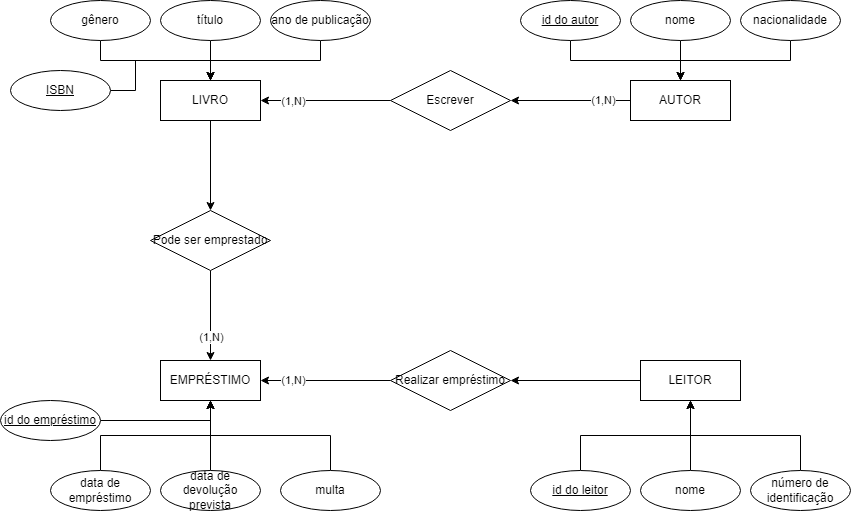 gênero
título
ano de publicação
id do autor
nome
nacionalidade
ISBN
LIVRO
(1,N)
Escrever
(1,N)
AUTOR
Pode ser emprestado
(1,N)
EMPRÉSTIMO
(1,N)
Realizar empréstimo
LEITOR
id do empréstimo
data de
empréstimo
data de
devolução
prevista
multa
id do leitor
nome
número de
identificação